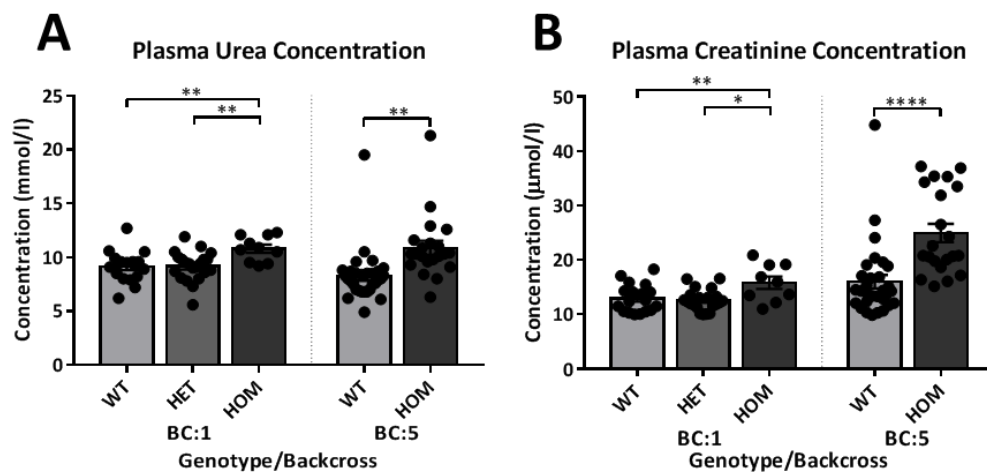 A
Plasma Urea Concentration
Concentration (mmol/l)
25
20
15
10
5
0
**
**
**
WT
HET
HOM
WT
HOM
BC:1
BC:5
Genotype/Backcross
B
Plasma Creatinine Concentration
Concentration (µmol/l)
50
40
30
20
10
0
**
*
****
WT
HET
HOM
WT
HOM
BC:1
BC:5
Genotype/Backcross